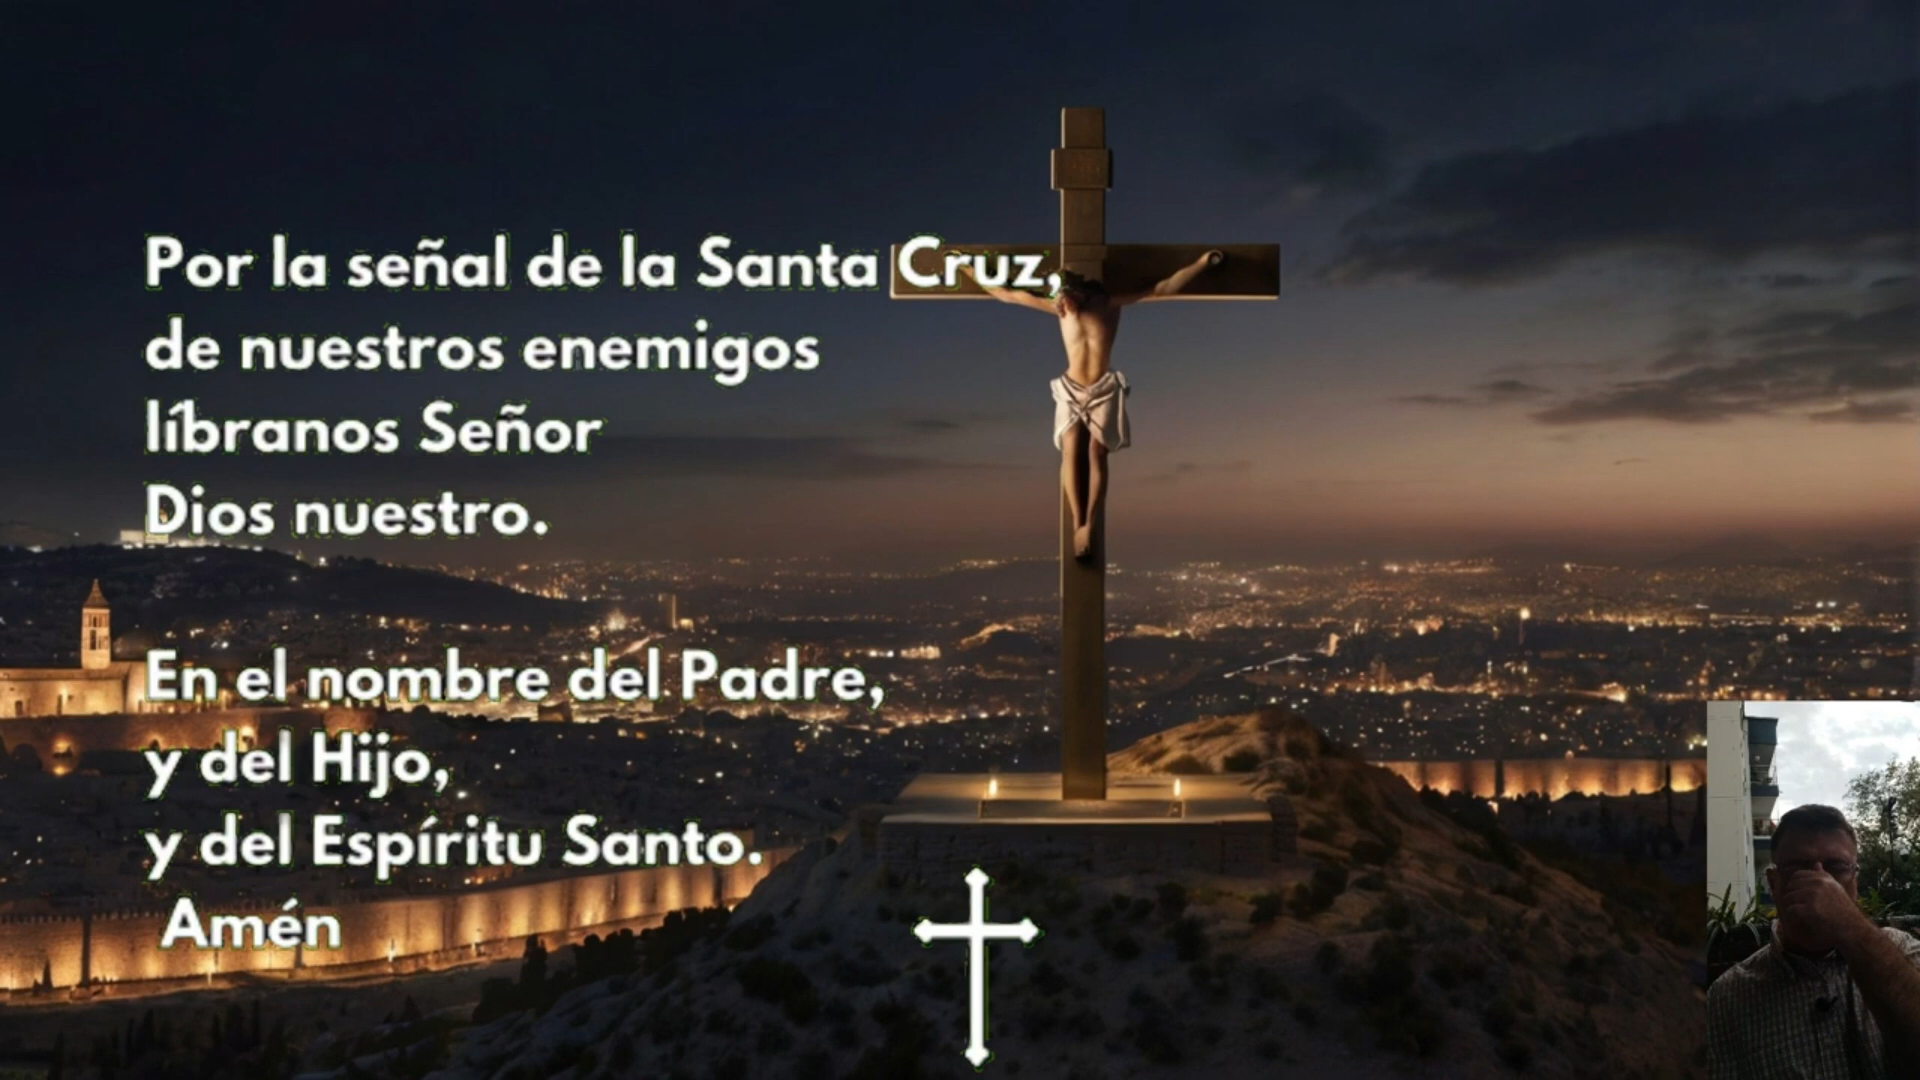 Por la señal de la Santa Cruz,
de nuestros enemigos
líbranos Señor
Dios nuestro.
En el nombre del Padre,
y del Hijo,
y del Espíritu Santo.
Amén